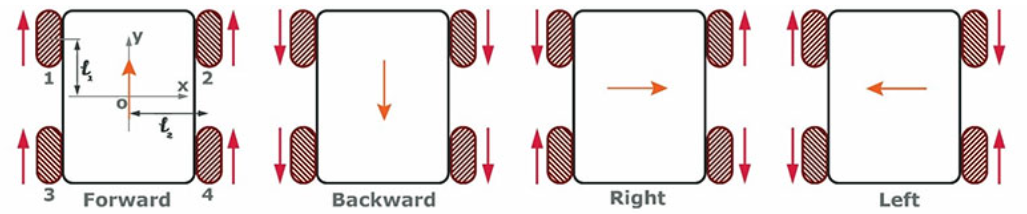 y
1 ℓ₁ 2
x
o
ℓ₂
3 Forward 4
Backward
Right
Left